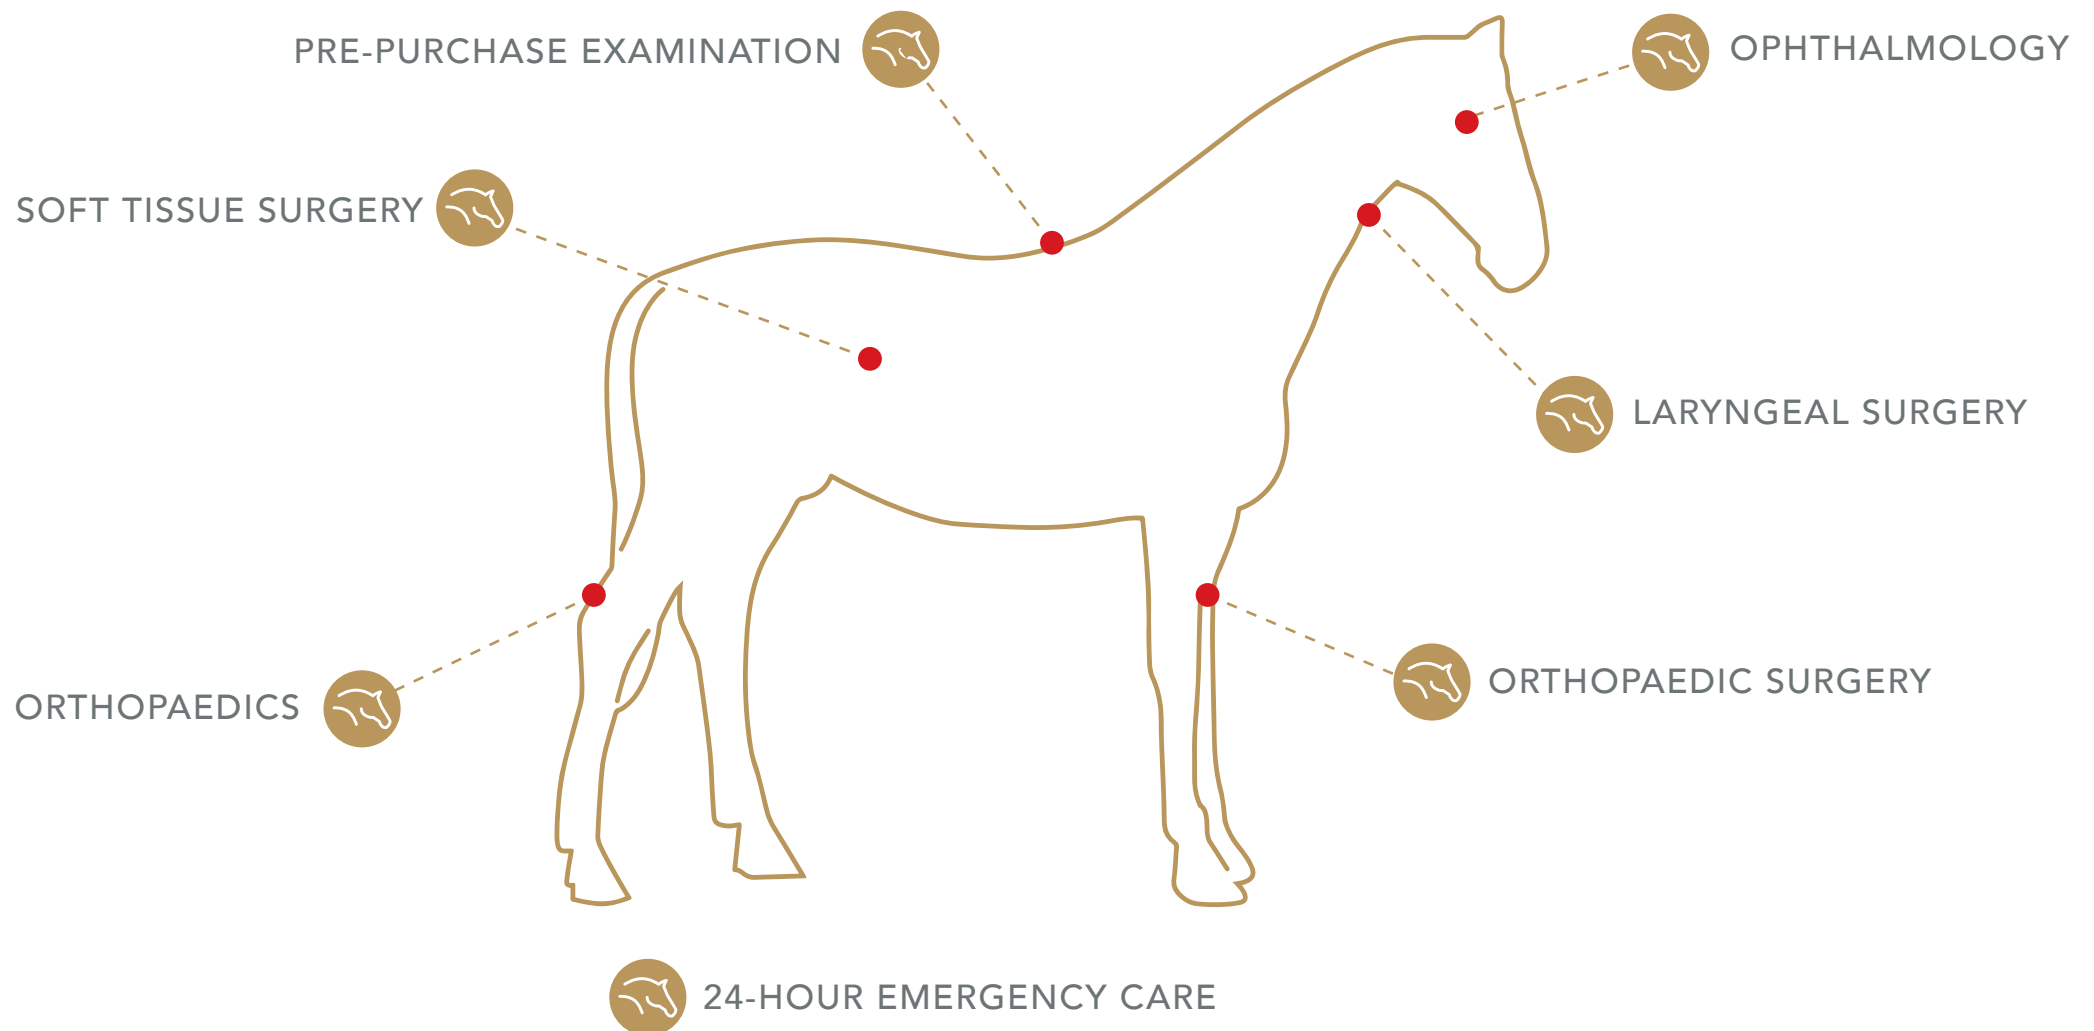 PRE-PURCHASE EXAMINATION
OPHTHALMOLOGY
SOFT TISSUE SURGERY
LARYNGEAL SURGERY
ORTHOPAEDICS
ORTHOPAEDIC SURGERY
24-HOUR EMERGENCY CARE